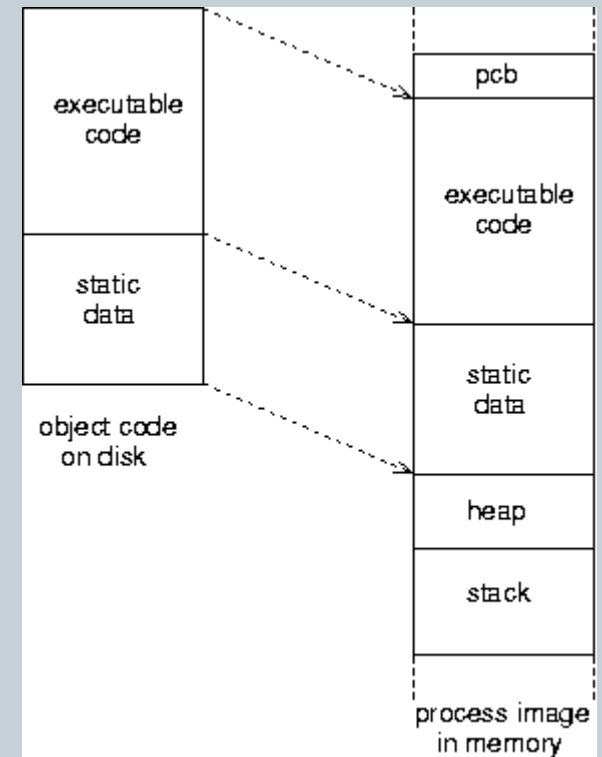 executable
code
static
data
object code
on disk
pcb
executable
code
static
data
heap
stack
process image
in memory